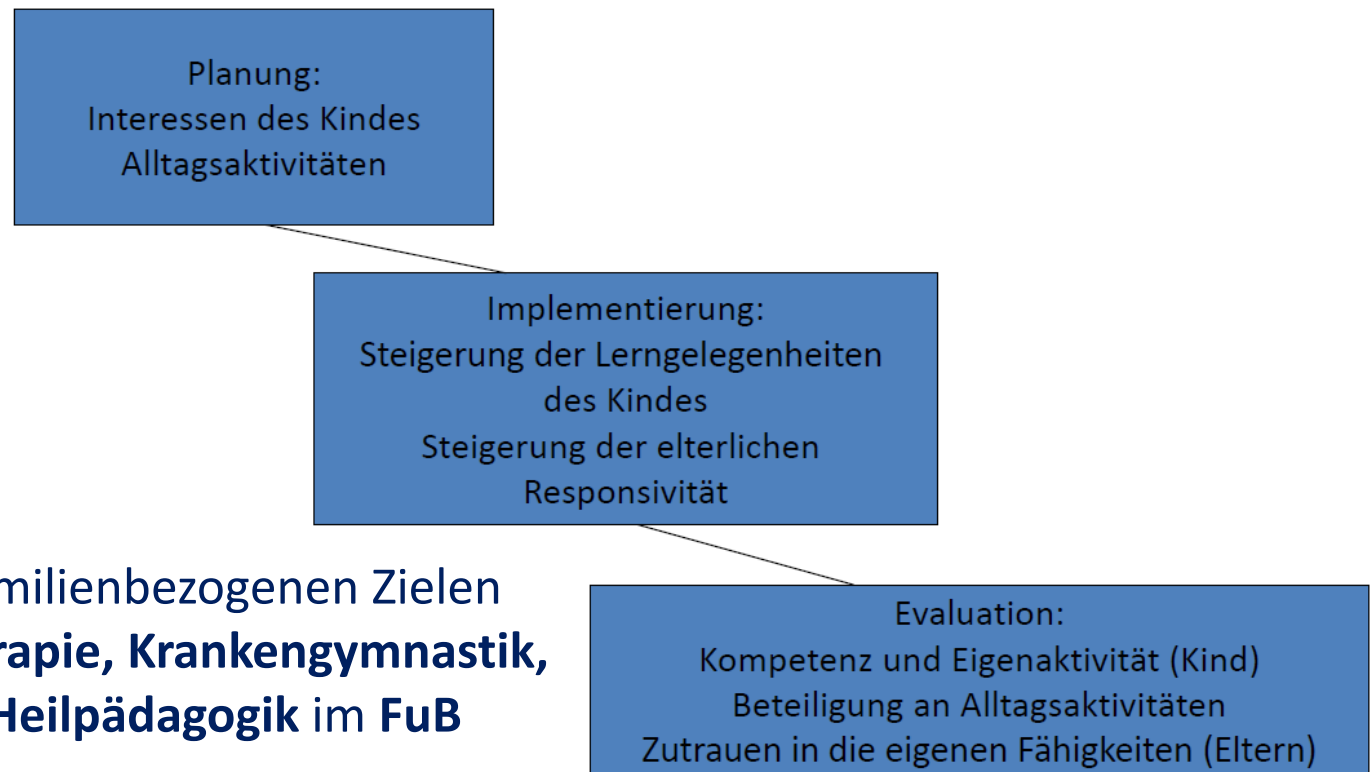 Planung:
Interessen des Kindes
Alltagsaktivitäten
Implementierung:
Steigerung der Lerngelegenheiten
des Kindes
Steigerung der elterlichen
Responsivität
milienbezogenen Zielen
rapie, Krankengymnastik,
Heilpädagogik im FuB
Evaluation:
Kompetenz und Eigenaktivität (Kind)
Beteiligung an Alltagsaktivitäten
Zutrauen in die eigenen Fähigkeiten (Eltern)